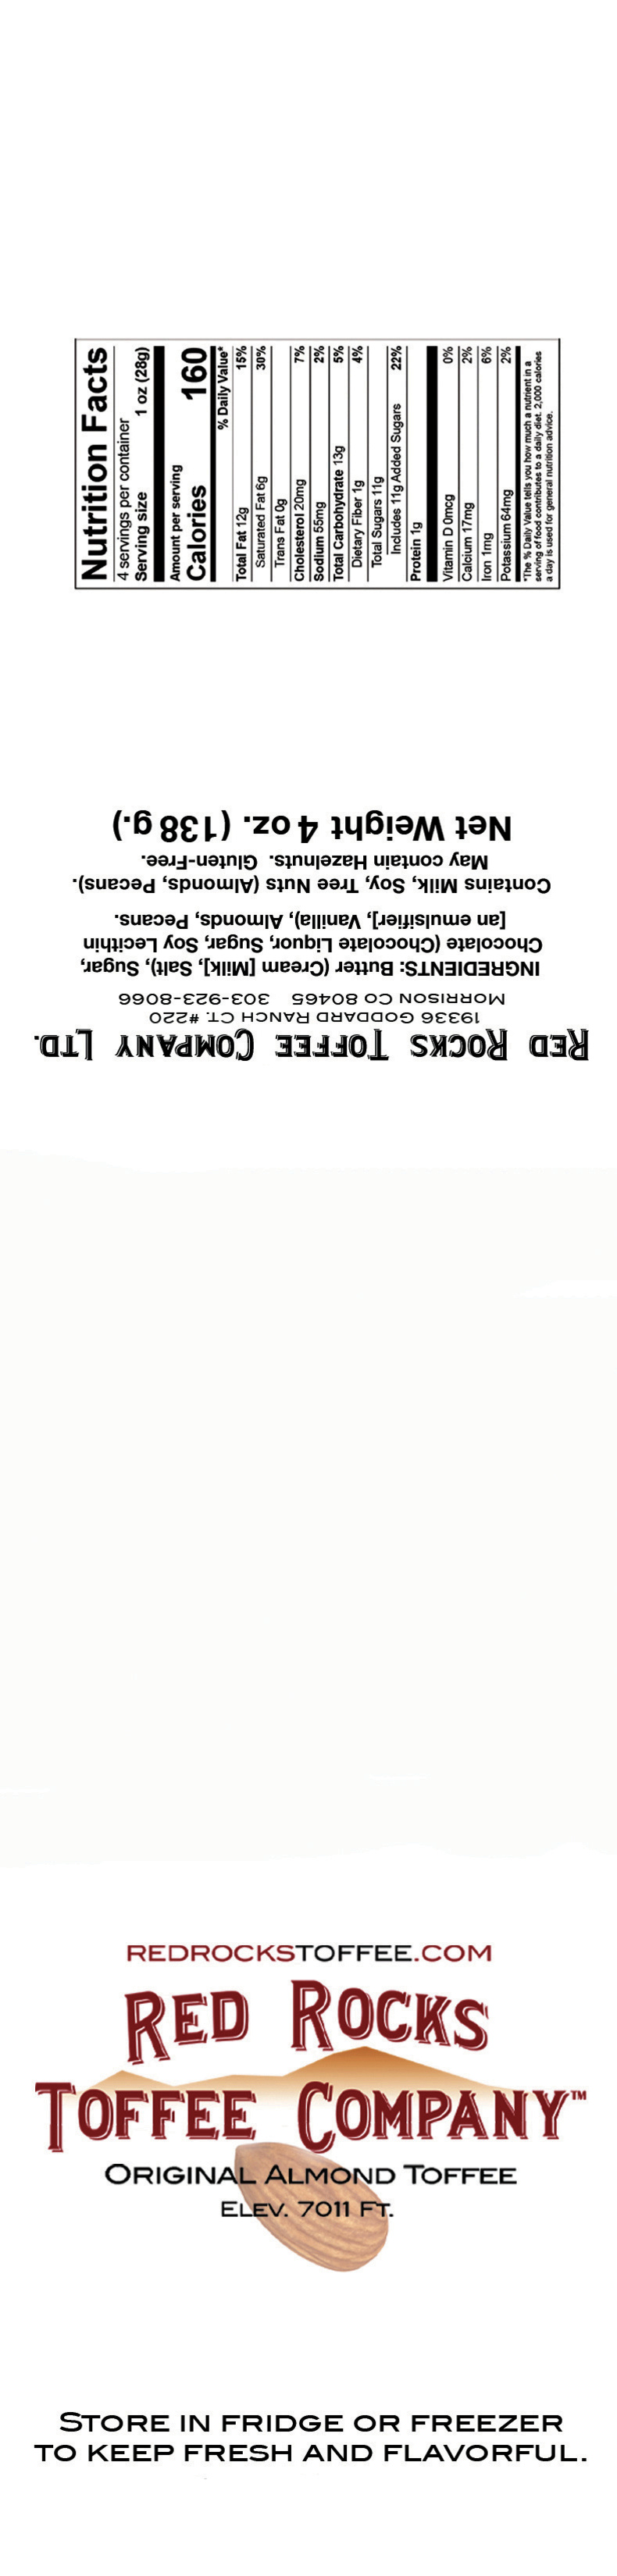 Nutrition Facts
4 servings per container
Serving size 1 oz (28g)
Amount per serving
Calories 160
% Daily Value*
Total Fat 12g 15%
Saturated Fat 6g 30%
Trans Fat 0g
Cholesterol 20mg 7%
Sodium 55mg 2%
Total Carbohydrate 13g 5%
Dietary Fiber 1g 4%
Total Sugars 11g
Includes 11g Added Sugars 22%
Protein 1g
Vitamin D 0mcg 0%
Calcium 17mg 2%
Iron 1mg 6%
Potassium 64mg 2%
*The % Daily Value tells you how much a nutrient in a
serving of food contributes to a daily diet. 2,000 calories
a day is used for general nutrition advice.
Red Rocks Toffee Company Ltd.
19336 Goddard Ranch Ct. #220
Morrison Co 80465 303-923-8066
INGREDIENTS: Butter (Cream [Milk], Salt), Sugar,
Chocolate (Chocolate Liquor, Sugar, Soy Lecithin
[an emulsifier], Vanilla), Almonds, Pecans.
Contains Milk, Soy, Tree Nuts (Almonds, Pecans).
May contain Hazelnuts. Gluten-Free.
Net Weight 4 oz. (138 g.)
REDROCKSTOFFEE.COM
Red Rocks
Toffee Company™
Original Almond Toffee
Elev. 7011 Ft.
Store in fridge or freezer
to keep fresh and flavorful.